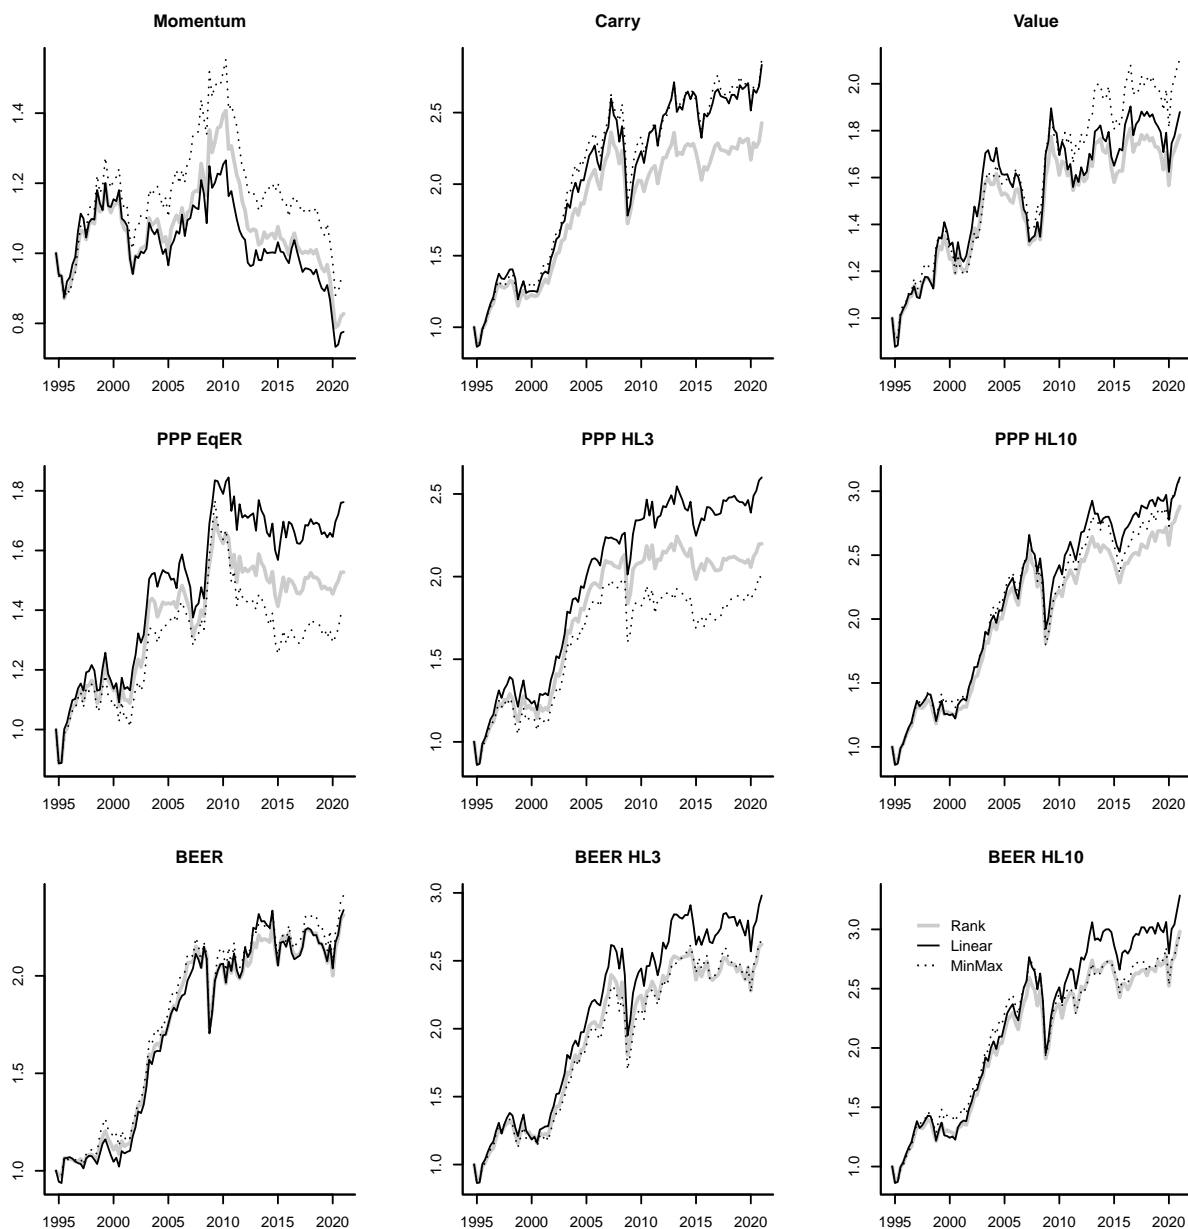 Momentum
0.8 1.0 1.2 1.4
1995 2000 2005 2010 2015 2020
Carry
1.0 1.5 2.0 2.5
1995 2000 2005 2010 2015 2020
Value
1.0 1.2 1.4 1.6 1.8 2.0
1995 2000 2005 2010 2015 2020
PPP EqER
1.0 1.2 1.4 1.6 1.8
1995 2000 2005 2010 2015 2020
PPP HL3
1.0 1.5 2.0 2.5
1995 2000 2005 2010 2015 2020
PPP HL10
1.0 1.5 2.0 2.5 3.0
1995 2000 2005 2010 2015 2020
BEER
1.0 1.5 2.0
1995 2000 2005 2010 2015 2020
BEER HL3
1.0 1.5 2.0 2.5 3.0
1995 2000 2005 2010 2015 2020
BEER HL10
1.0 1.5 2.0 2.5 3.0
Rank
Linear
MinMax
1995 2000 2005 2010 2015 2020